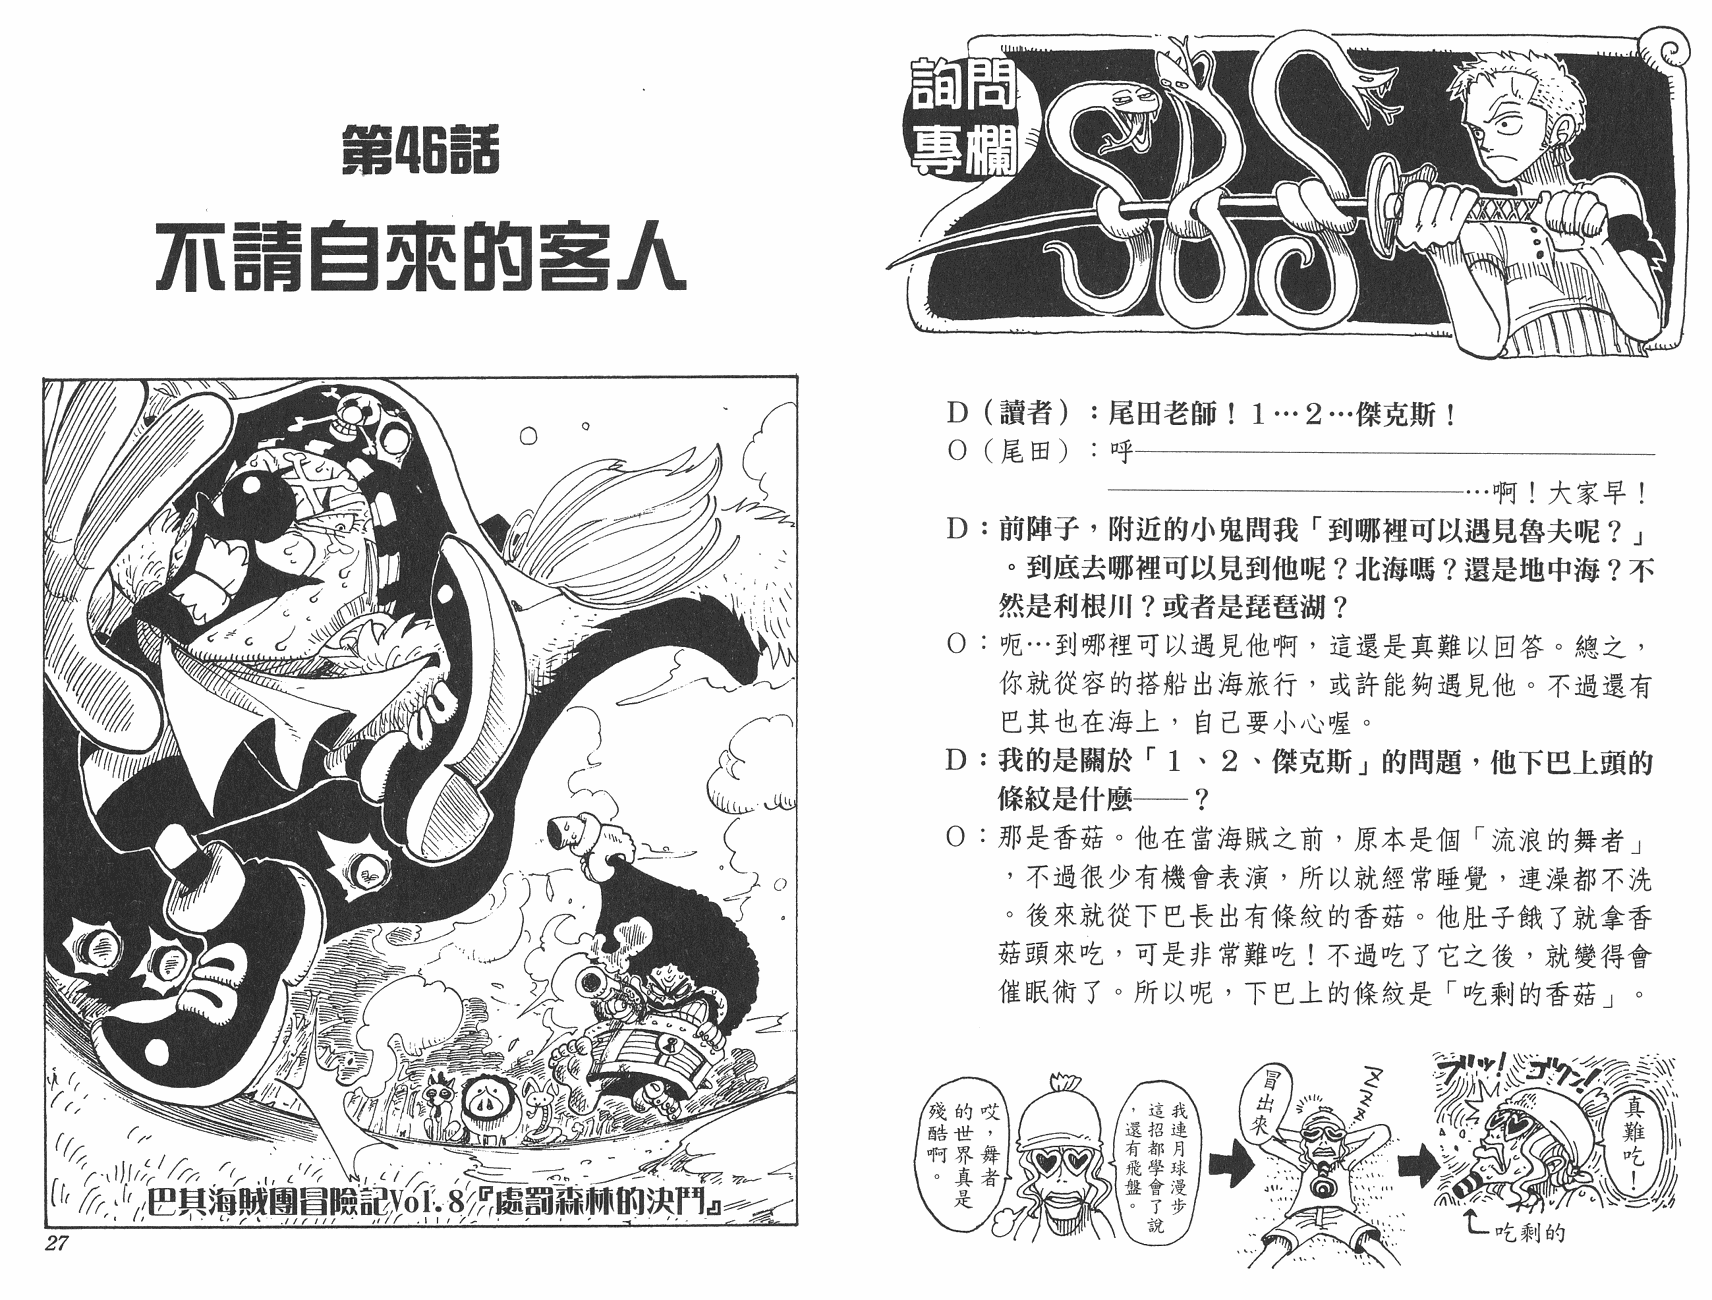 詢問
專欄
SBS
D（讀者）：尾田老師！１…２…傑克斯！
O（尾田）：呼────────────────────
─────────────…啊！大家早！
D：前陣子，附近的小鬼問我「到哪裡可以遇見魯夫呢？」
。到底去哪裡可以見到他呢？北海嗎？還是地中海？不
然是利根川？或者是琵琶湖？
O：呃…到哪裡可以遇見他啊，這還是真難以回答。總之，
你就從容的搭船出海旅行，或許能夠遇見他。不過還有
巴其也在海上，自己要小心喔。
D：我的是關於「１、２、傑克斯」的問題，他下巴上頭的
條紋是什麼──？
O：那是香菇。他在當海賊之前，原本是個「流浪的舞者」
，不過很少有機會表演，所以就經常睡覺，連澡都不洗
。後來就從下巴長出有條紋的香菇。他肚子餓了就拿香
菇頭來吃，可是非常難吃！不過吃了它之後，就變得會
催眠術了。所以呢，下巴上的條紋是「吃剩的香菇」。
我連月球漫步
這招都學會了說
，還有飛盤。
哎，舞者
的世界真是
殘酷啊。
冒出來
ZZZZ
ブリッ！
ゴクン！
真難吃！
吃剩的
第46話
不請自來的客人
巴其海賊團冒險記Vol.8『處罰森林的決鬥』
27